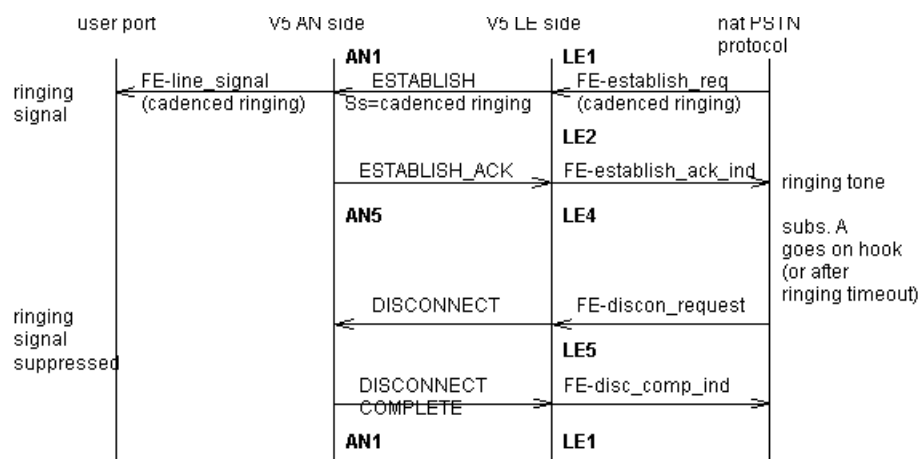 user port V5 AN side V5 LE side nat PSTN
protocol
AN1 LE1
FE-line_signal ESTABLISH FE-establish_req
ringing
signal
(cadenced ringing) Ss=cadenced ringing (cadenced ringing)
LE2
ESTABLISH_ACK FE-establish_ack_ind
ringing tone
AN5 LE4
subs. A
goes on hook
(or after
ringing timeout)
DISCONNECT FE-discon_request
ringing
signal
suppressed
LE5
DISCONNECT FE-disc_comp_ind
COMPLETE
AN1 LE1